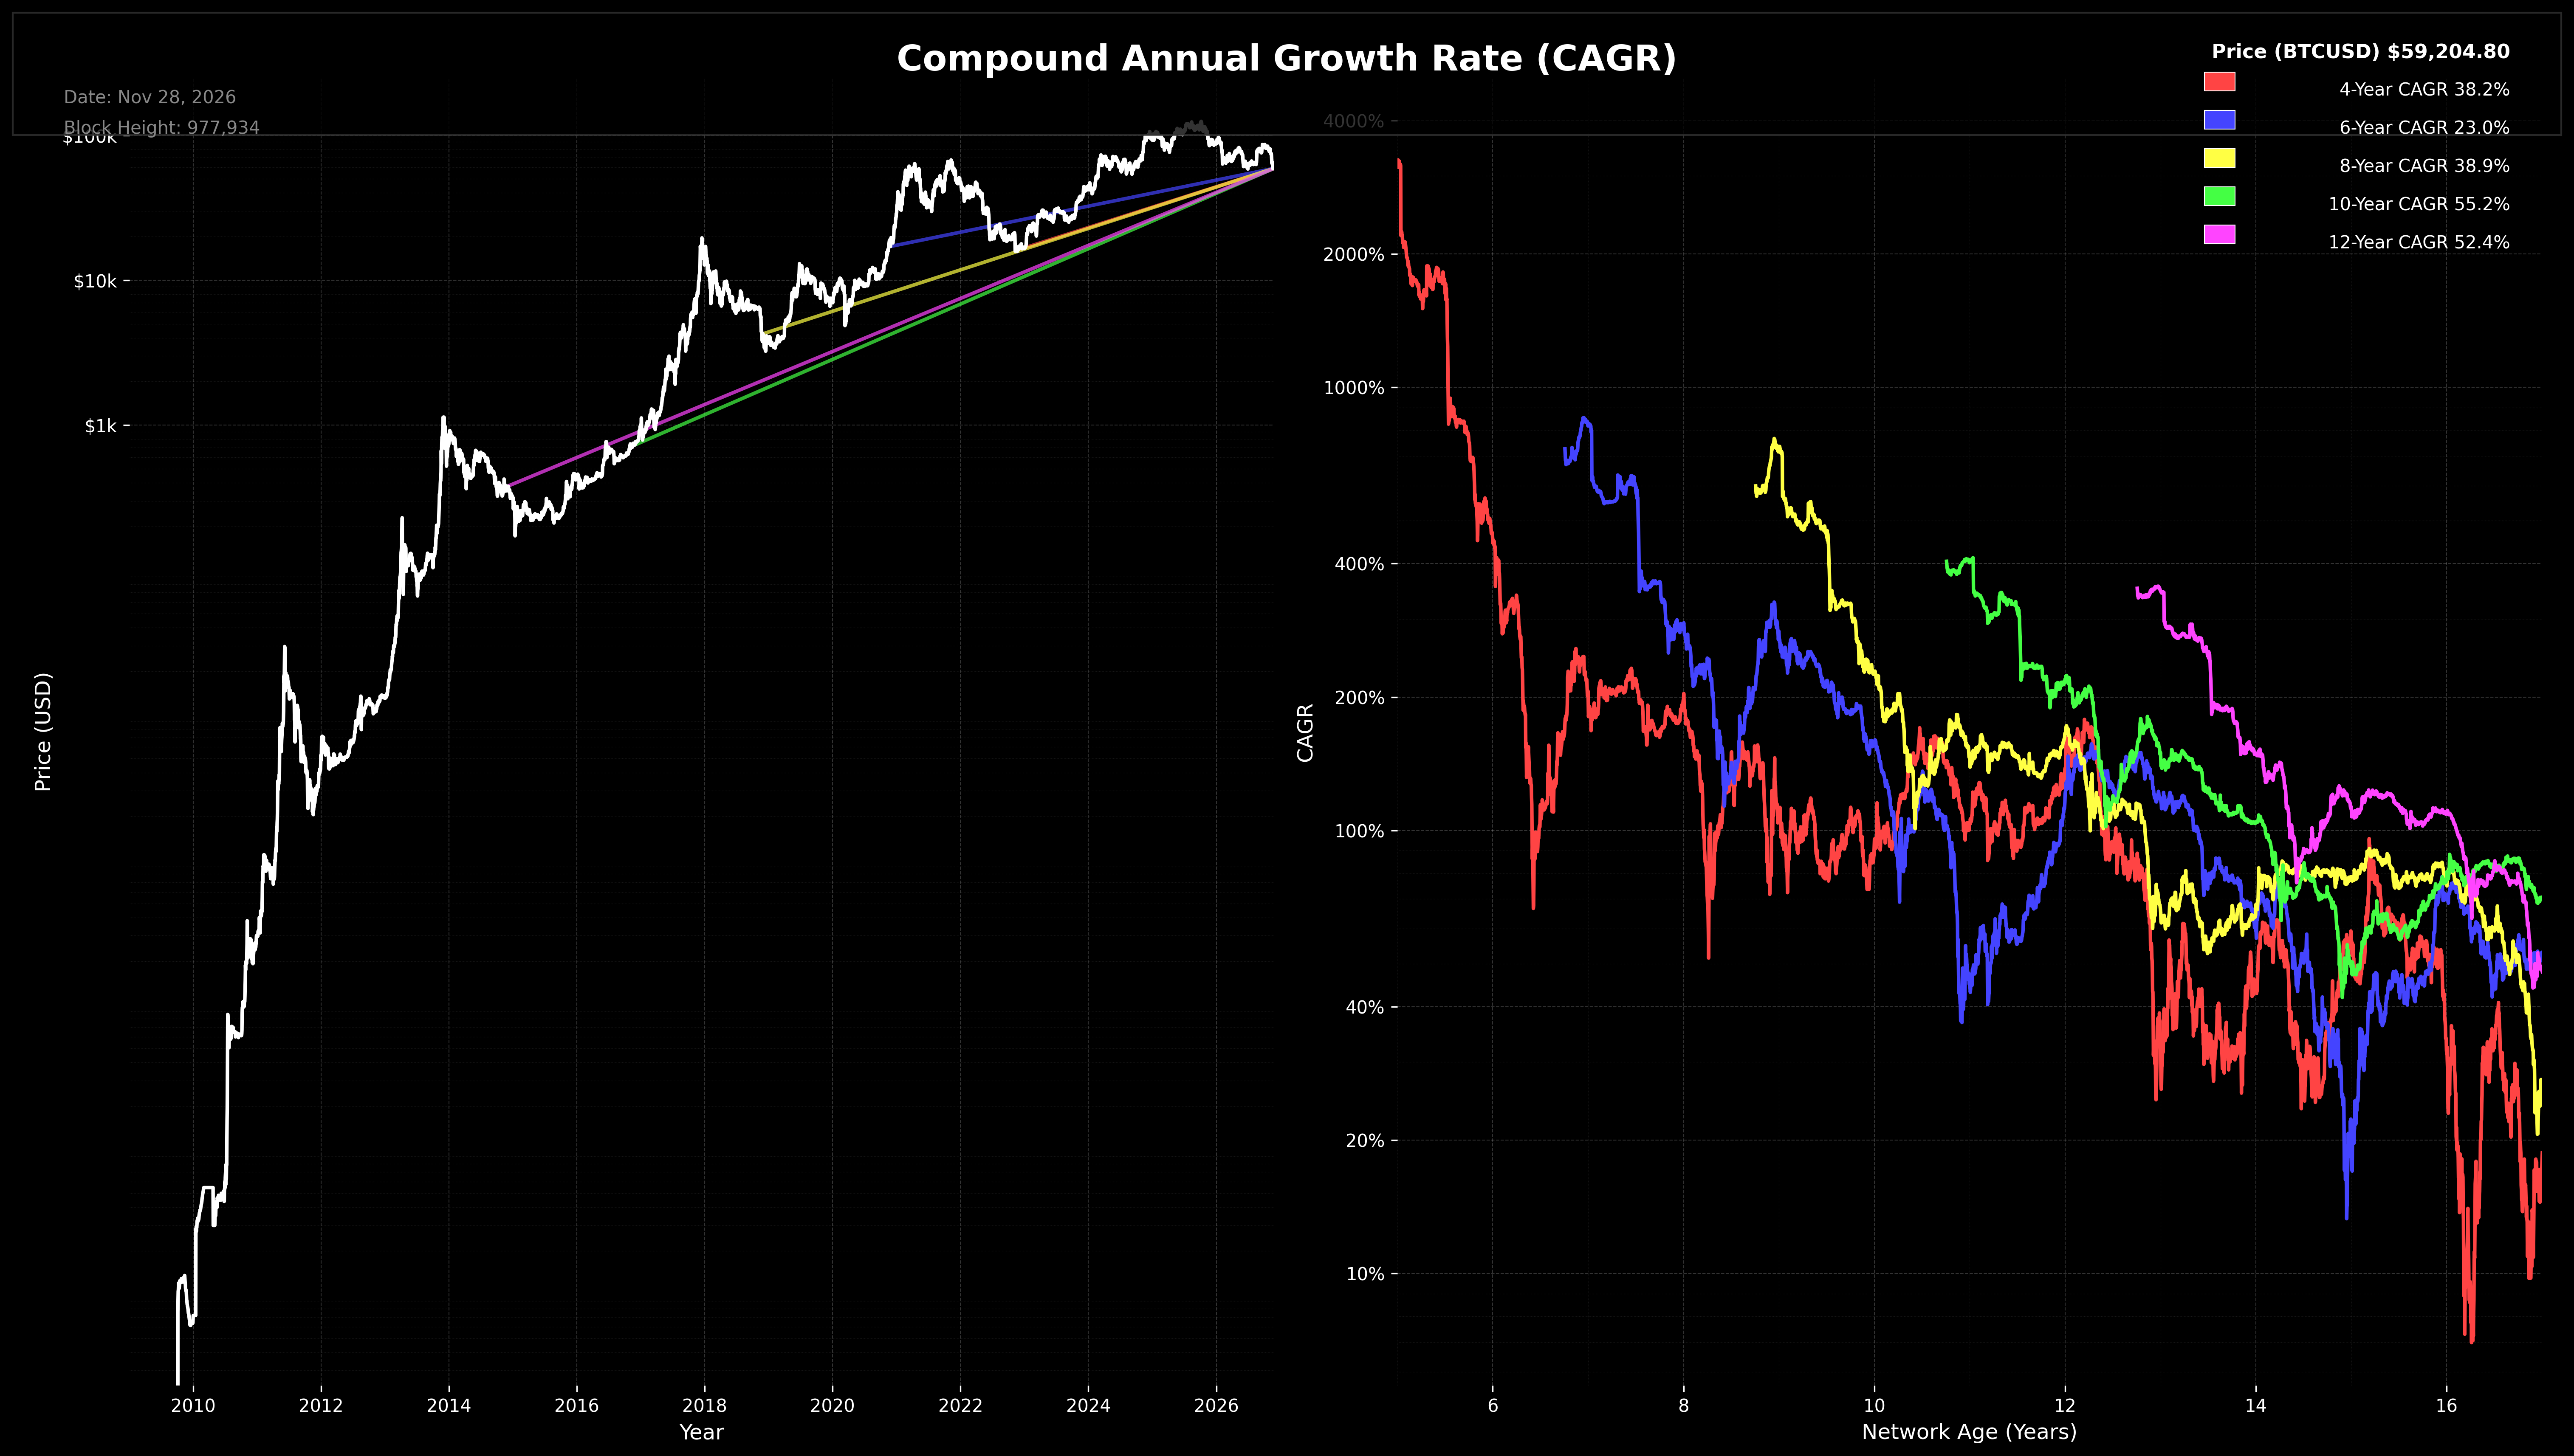 Compound Annual Growth Rate (CAGR)
Date: Nov 28, 2026
Block Height: 977,934
Price (BTCUSD) $59,204.80
4-Year CAGR 38.2%
6-Year CAGR 23.0%
8-Year CAGR 38.9%
10-Year CAGR 55.2%
12-Year CAGR 52.4%
Price (USD)
$100k
$10k
$1k
2010
2012
2014
2016
2018
2020
2022
2024
2026
Year
CAGR
4000%
2000%
1000%
400%
200%
100%
40%
20%
10%
6
8
10
12
14
16
Network Age (Years)